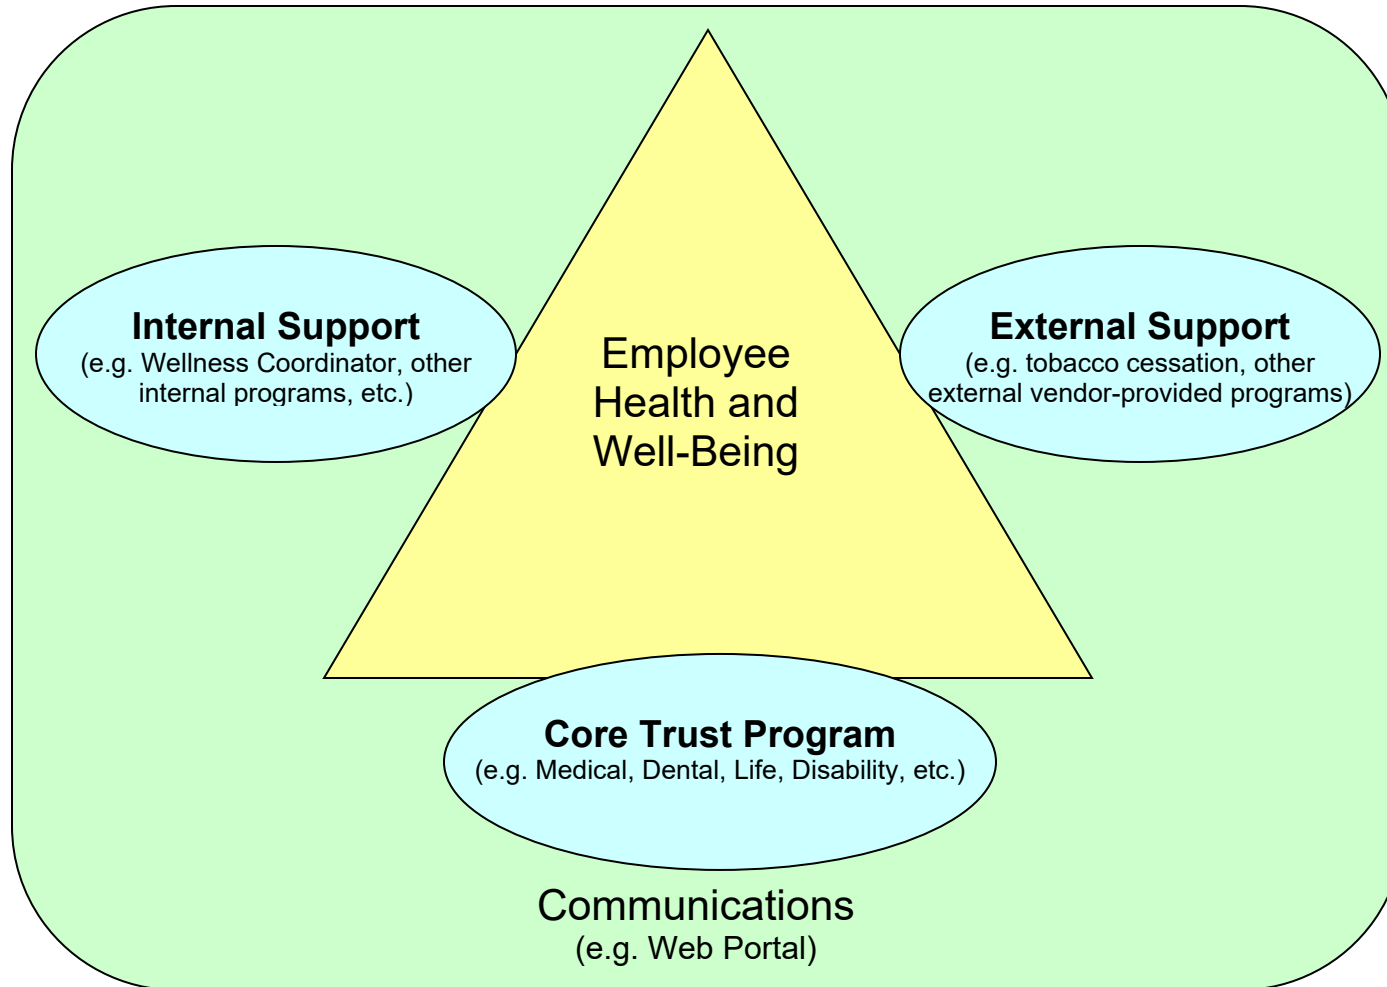 Internal Support
(e.g. Wellness Coordinator, other
internal programs, etc.)
Employee
Health and
Well-Being
External Support
(e.g. tobacco cessation, other
external vendor-provided programs)
Core Trust Program
(e.g. Medical, Dental, Life, Disability, etc.)
Communications
(e.g. Web Portal)